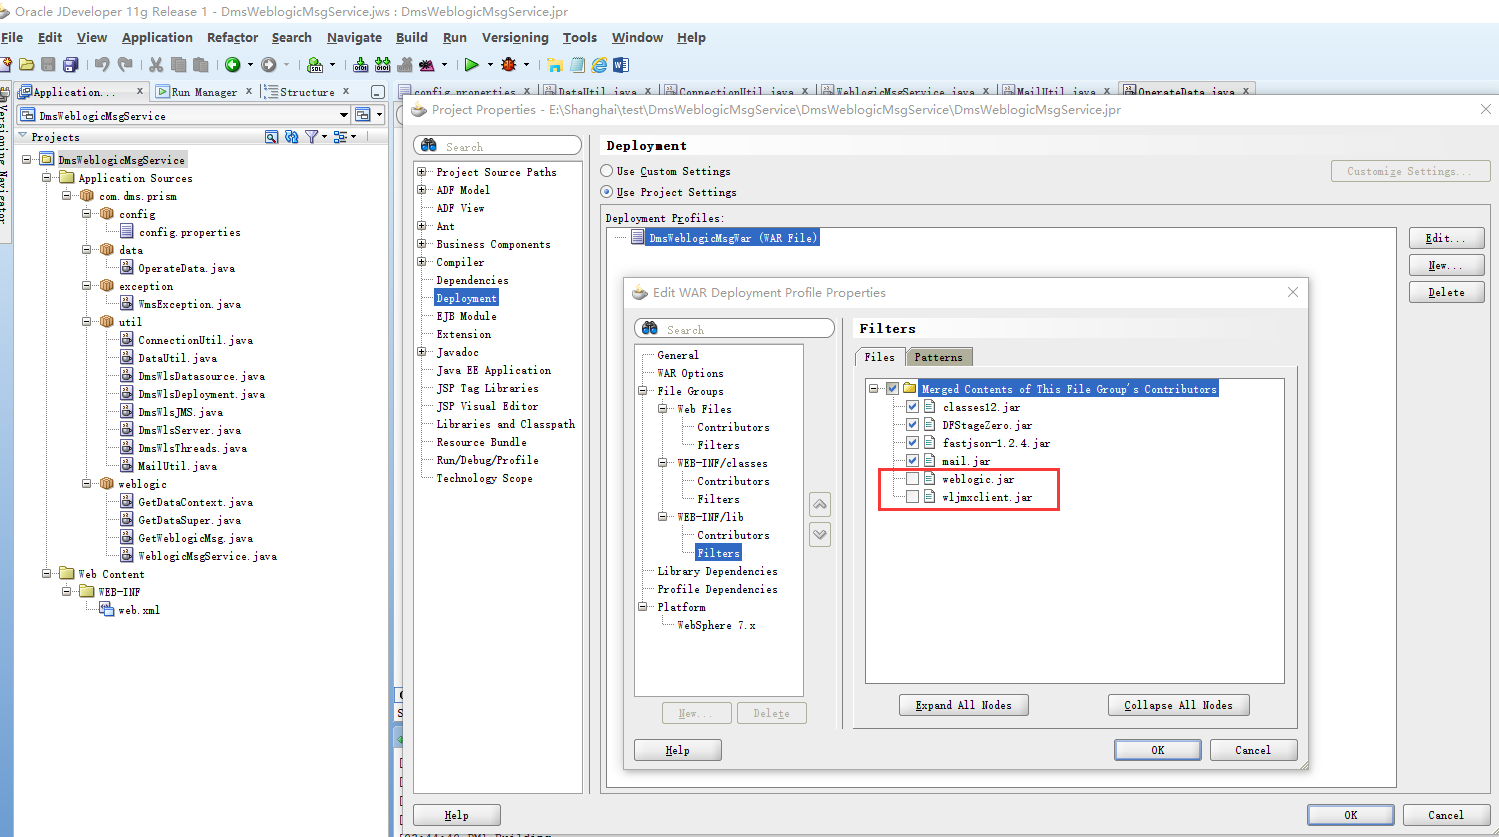 Oracle JDeveloper 11g Release 1 - DmsWeblogicMsgService.jws : DmsWeblogicMsgService.jpr
File Edit View Application Refactor Search Navigate Build Run Versioning Tools Window Help
Application... Run Manager Structure
config.properties DataUtil.java ConnectionUtil.java WeblogicMsgService.java MailUtil.java OperateData.java
Versioning Navigator
DmsWeblogicMsgService
Projects
DmsWeblogicMsgService
Application Sources
com.dms.prism
config
config.properties
data
OperateData.java
exception
WmsException.java
util
ConnectionUtil.java
DataUtil.java
DmsWlsDatasource.java
DmsWlsDeployment.java
DmsWlsJMS.java
DmsWlsServer.java
DmsWlsThreads.java
MailUtil.java
weblogic
GetDataContext.java
GetDataSuper.java
GetWeblogicMsg.java
WeblogicMsgService.java
Web Content
WEB-INF
web.xml
Project Properties - E:\Shanghai\test\DmsWeblogicMsgService\DmsWeblogicMsgService\DmsWeblogicMsgService.jpr
Search
Project Source Paths
ADF Model
ADF View
Ant
Business Components
Compiler
Dependencies
Deployment
EJB Module
Extension
Javadoc
Java EE Application
JSP Tag Libraries
JSP Visual Editor
Libraries and Classpath
Resource Bundle
Run/Debug/Profile
Technology Scope
Deployment
Use Custom Settings
Customize Settings...
Use Project Settings
Deployment Profiles:
DmsWeblogicMsgWar (WAR File)
Edit...
New...
Delete
Edit WAR Deployment Profile Properties
Search
General
WAR Options
File Groups
Web Files
Contributors
Filters
WEB-INF/classes
Contributors
Filters
WEB-INF/lib
Contributors
Filters
Library Dependencies
Profile Dependencies
Platform
WebSphere 7.x
New... Delete
Filters
Files Patterns
Merged Contents of This File Group's Contributors
classes12.jar
DFStageZero.jar
fastjson-1.2.4.jar
mail.jar
weblogic.jar
wljmxclient.jar
Expand All Nodes Collapse All Nodes
Help OK Cancel
Help OK Cancel